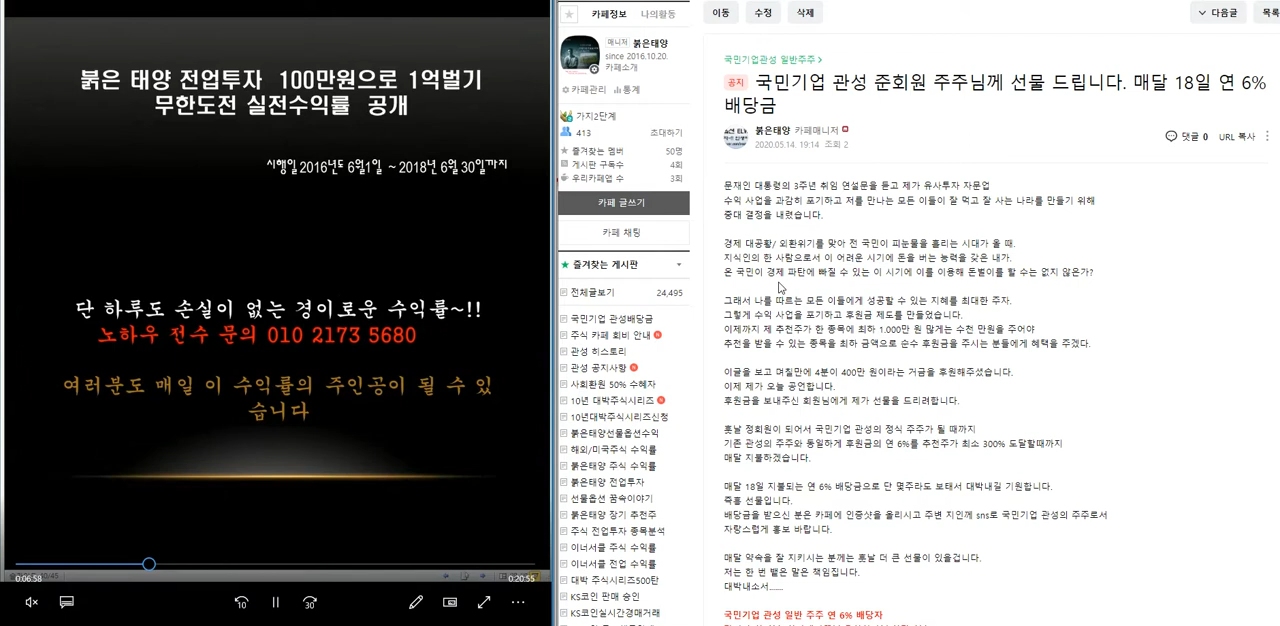 붉은 태양 전업투자 100만원으로 1억벌기
무한도전 실전수익률 공개
시행일 2016년도 6월1일 ~ 2018년 6월 30일까지
단 하루도 손실이 없는 경이로운 수익률~!!
노하우 전수 문의 010 2173 5680
여러분도 매일 이 수익률의 주인공이 될 수 있
습니다
0:06:58
0:20:55
10
30
카페정보 나의활동
매니저 붉은태양
since 2016.10.20.
카페소개
카페관리 통계
가지2단계
413 초대하기
즐겨찾는 멤버 50명
게시판 구독수 4회
우리카페앱 수 3회
카페 글쓰기
카페 채팅
즐겨찾는 게시판
전체글보기 24,495
국민기업 관성배당금
주식 카페 회비 안내
관성 히스토리
관성 공지사항
사회환원 50% 수혜자
10년 대박주식시리즈
10년대박주식시리즈신청
붉은태양선물옵션수익
해외/미국주식 수익률
붉은태양 주식 수익률
붉은태양 전업투자
선물옵션 꿈속이야기
붉은태양 장기 추천주
주식 전업투자 종목분석
이너서클 주식 수익률
이너서클 전업 수익률
대박 주식시리즈500탄
KS코인 판매 승인
KS코인실시간경매거래
이동 수정 삭제
다음글 목록
국민기업관성 일반주주
공지 국민기업 관성 준회원 주주님께 선물 드립니다. 매달 18일 연 6%
배당금
붉은태양 카페매니저
2020.05.14. 19:14 조회 2
댓글 0 URL 복사
문재인 대통령의 3주년 취임 연설문을 듣고 제가 유사투자 자문업
수익 사업을 과감히 포기하고 저를 만나는 모든 이들이 잘 먹고 잘 사는 나라를 만들기 위해
중대 결정을 내렸습니다.
경제 대공황/ 외환위기를 맞아 전 국민이 피눈물을 흘리는 시대가 올 때.
지식인의 한 사람으로서 이 어려운 시기에 돈을 버는 능력을 갖은 내가.
온 국민이 경제 파탄에 빠질 수 있는 이 시기에 이를 이용해 돈벌이를 할 수는 없지 않은가?
그래서 나를 따르는 모든 이들에게 성공할 수 있는 지혜를 최대한 주자.
그렇게 수익 사업을 포기하고 후원금 제도를 만들었습니다.
이제까지 제 추천주가 한 종목에 최하 1.000만 원 많게는 수천 만원을 주어야
추천을 받을 수 있는 종목을 최하 금액으로 순수 후원금을 주시는 분들에게 혜택을 주겠다.
이글을 보고 며칠만에 4분이 400만 원이라는 거금을 후원해주셨습니다.
이제 제가 오늘 공언합니다.
후원금을 보내주신 회원님에게 제가 선물을 드리려합니다.
훗날 정회원이 되어서 국민기업 관성의 정식 주주가 될 때까지
기존 관성의 주주와 동일하게 후원금의 연 6%를 추천주가 최소 300% 도달할때까지
매달 지불하겠습니다.
매달 18일 지불되는 연 6% 배당금으로 단 몇주라도 보태서 대박내길 기원합니다.
즉흥 선물입니다.
배당금을 받으신 분은 카페에 인증샷을 올리시고 주변 지인께 sns로 국민기업 관성의 주주로서
자랑스럽게 홍보 바랍니다.
매달 약속을 잘 지키시는 분께는 훗날 더 큰 선물이 있을겁니다.
저는 한 번 뱉은 말은 책임집니다.
대박내소서.......
국민기업 관성 일반 주주 연 6% 배당자